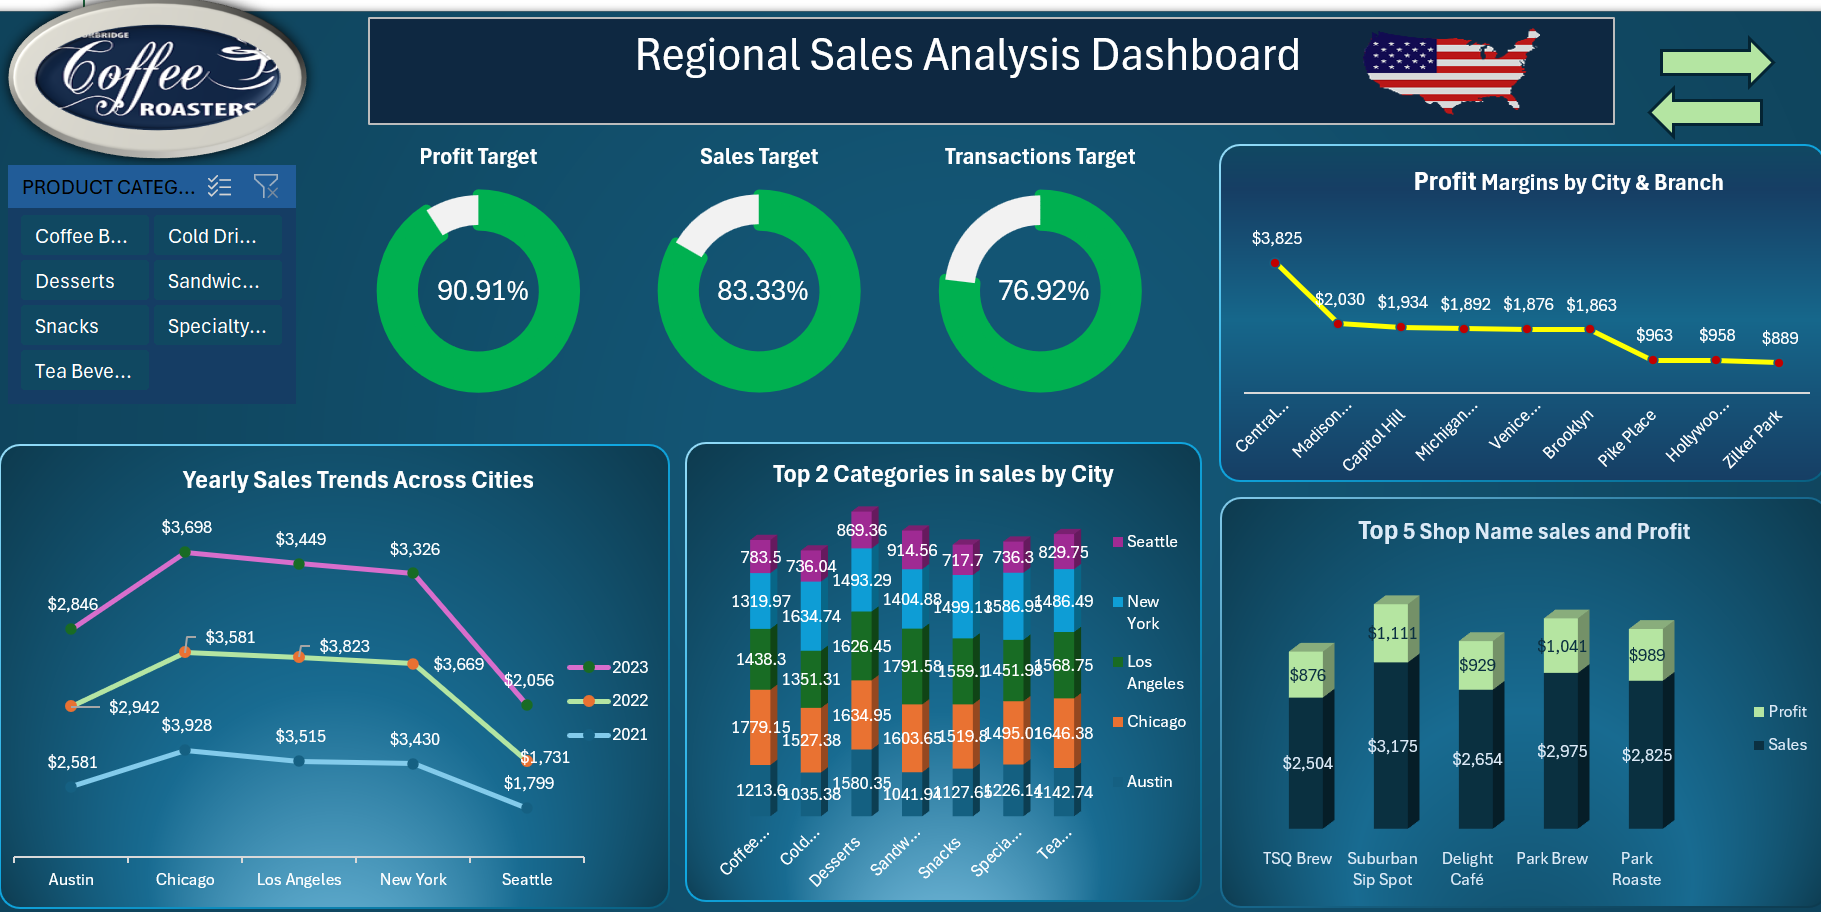 Coffee
ROASTERS
Regional Sales Analysis Dashboard
PRODUCT CATEG...
Coffee B...
Cold Dri...
Desserts
Sandwic...
Snacks
Specialty...
Tea Beve...
Profit Target
90.91%
Sales Target
83.33%
Transactions Target
76.92%
Profit Margins by City & Branch
$3,825
$2,030
$1,934
$1,892
$1,876
$1,863
$963
$958
$889
Central...
Madison...
Capitol Hill
Michigan...
Venice...
Brooklyn
Pike Place
Hollywoo...
Zilker Park
Yearly Sales Trends Across Cities
$3,698
$3,449
$3,326
$2,846
$2,056
$3,581
$3,823
$3,669
$2,942
$1,731
$3,928
$3,515
$3,430
$2,581
$1,799
2023
2022
2021
Austin
Chicago
Los Angeles
New York
Seattle
Top 2 Categories in sales by City
783.5
736.04
869.36
914.56
717.7
736.3
829.75
1319.97
1634.74
1493.29
1404.88
1499.13
1586.95
1486.49
1438.3
1351.31
1626.45
1791.58
1559.1
1451.98
1568.75
1779.15
1527.38
1634.95
1603.65
1519.8
1495.01
1646.38
1213.6
1035.38
1580.35
1041.94
1127.65
1226.14
1142.74
Coffee...
Cold...
Desserts
Sandw...
Snacks
Specia...
Tea...
Seattle
New
York
Los
Angeles
Chicago
Austin
Top 5 Shop Name sales and Profit
$876
$1,111
$929
$1,041
$989
$2,504
$3,175
$2,654
$2,975
$2,825
TSQ Brew
Suburban
Sip Spot
Delight
Café
Park Brew
Park
Roaste
Profit
Sales